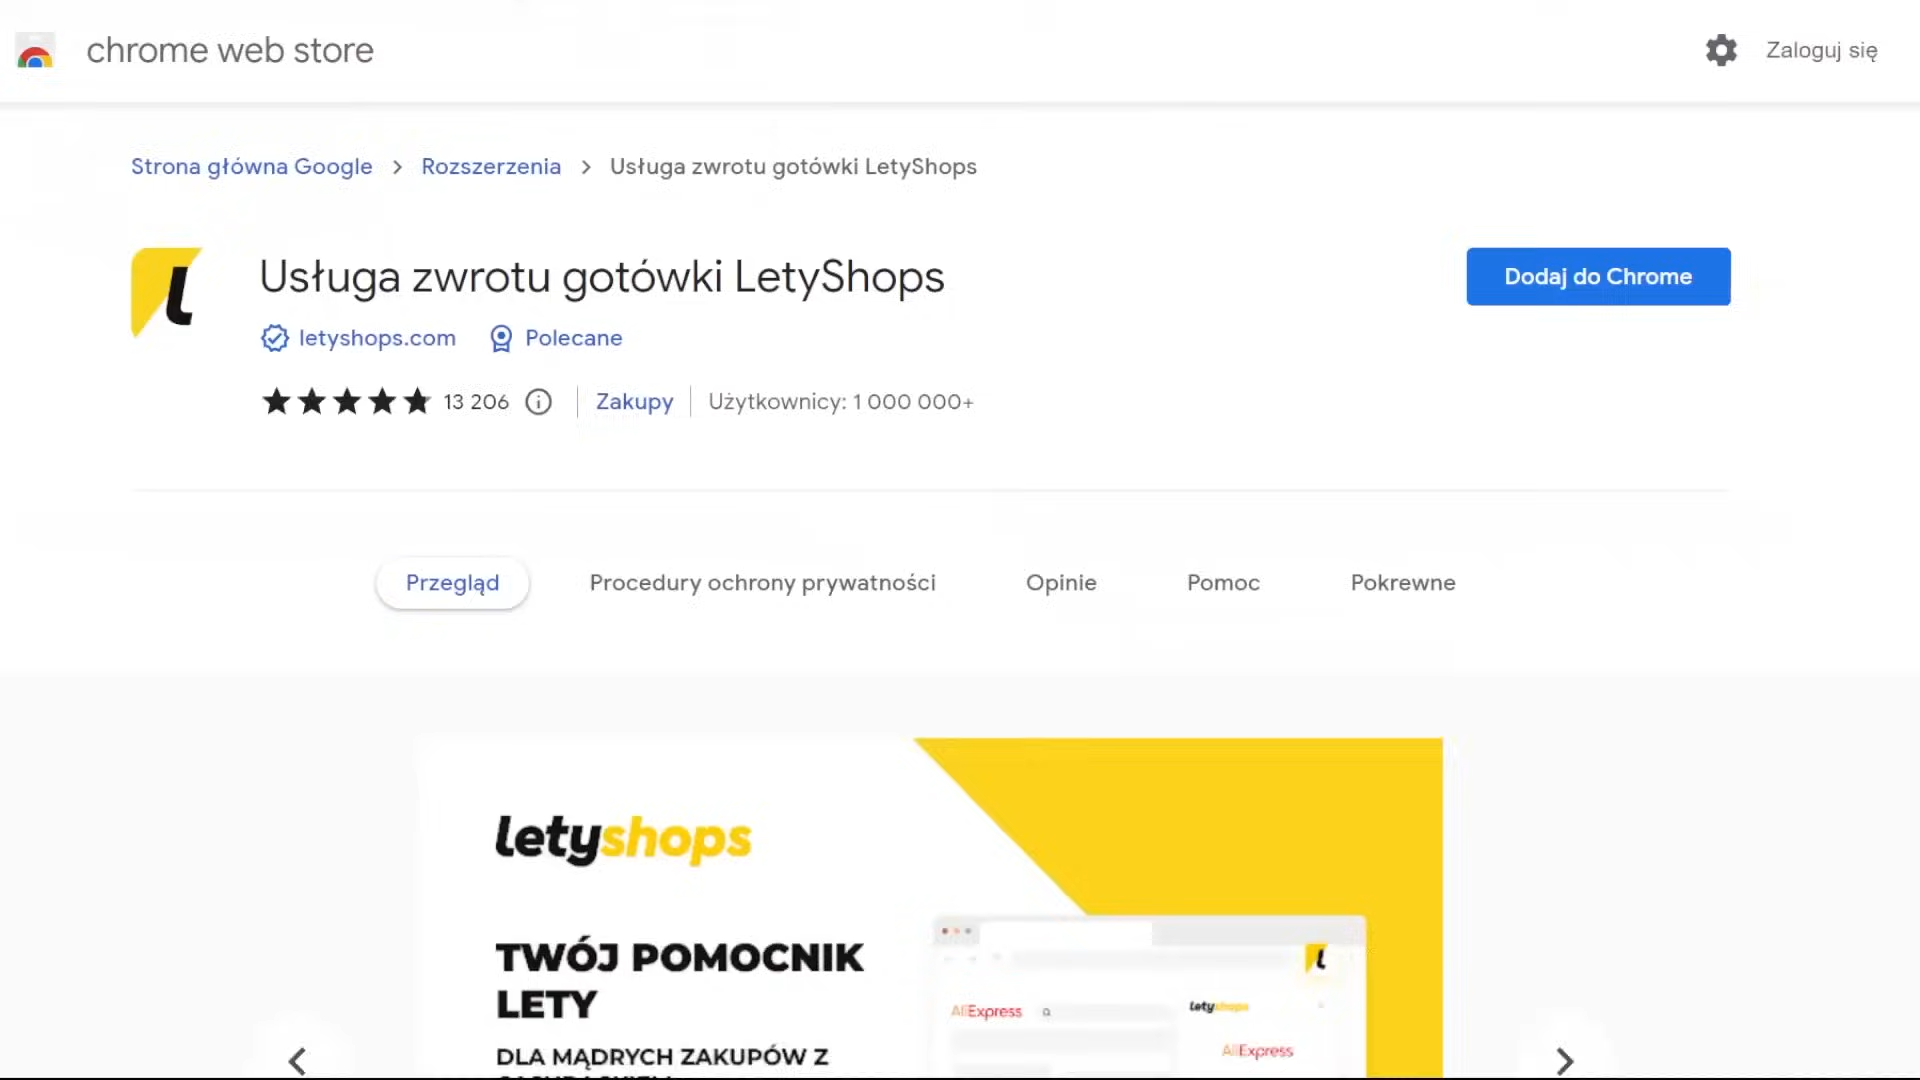 chrome web store
Zaloguj się
Strona główna Google > Rozszerzenia > Usługa zwrotu gotówki LetyShops
Usługa zwrotu gotówki LetyShops
Dodaj do Chrome
letyshops.com Polecane
13 206 Zakupy Użytkownicy: 1 000 000+
Przegląd Procedury ochrony prywatności Opinie Pomoc Pokrewne
letyshops
TWÓJ POMOCNIK
LETY
DLA MĄDRYCH ZAKUPÓW Z
AliExpress
letyshops
AliExpress